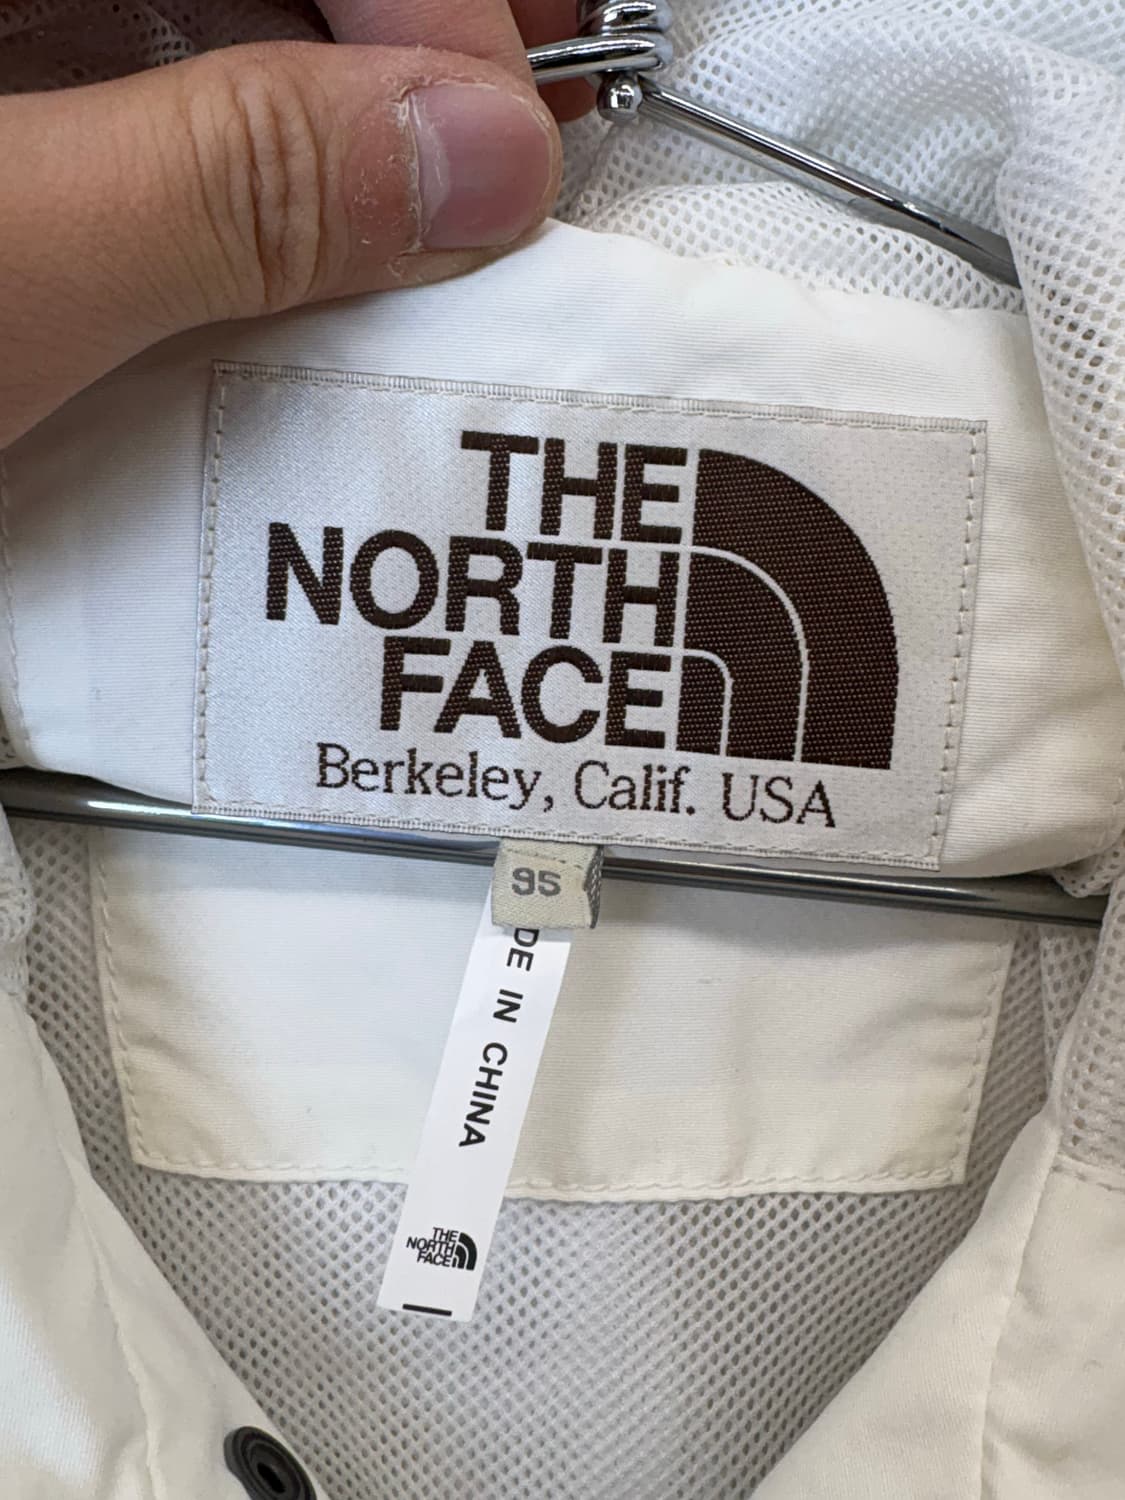 THE
NORTH
FACE
Berkeley, Calif. USA
95
DE IN CHINA
THE
NORTH
FACE